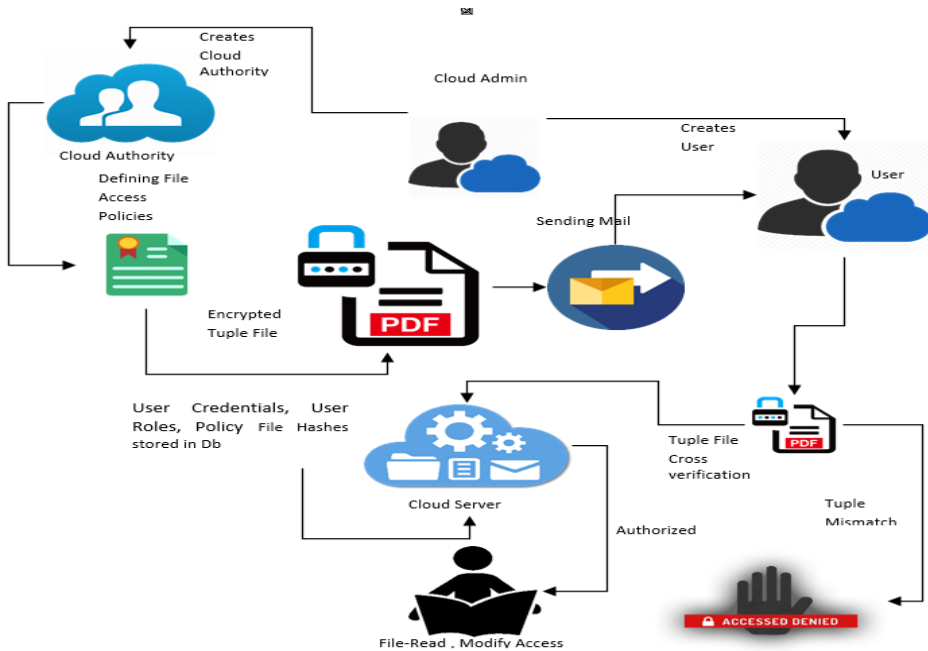 Creates
Cloud
Authority
Cloud Admin
Creates
User
Cloud Authority
User
Defining File
Access
Policies
Sending Mail
Encrypted
Tuple File
PDF
User Credentials, User
Roles, Policy File Hashes
stored in Db
Tuple File
Cross
verification
PDF
Cloud Server
Tuple
Mismatch
Authorized
ACCESSED DENIED
File-Read , Modify Access